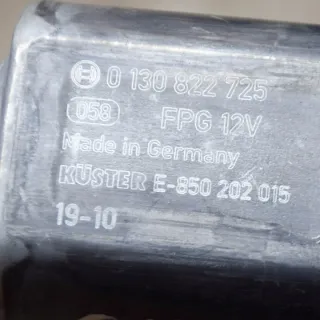 0 130 822 725
058 FPG 12V
Made in Germany
KÜSTER E-850 202 015
19-10